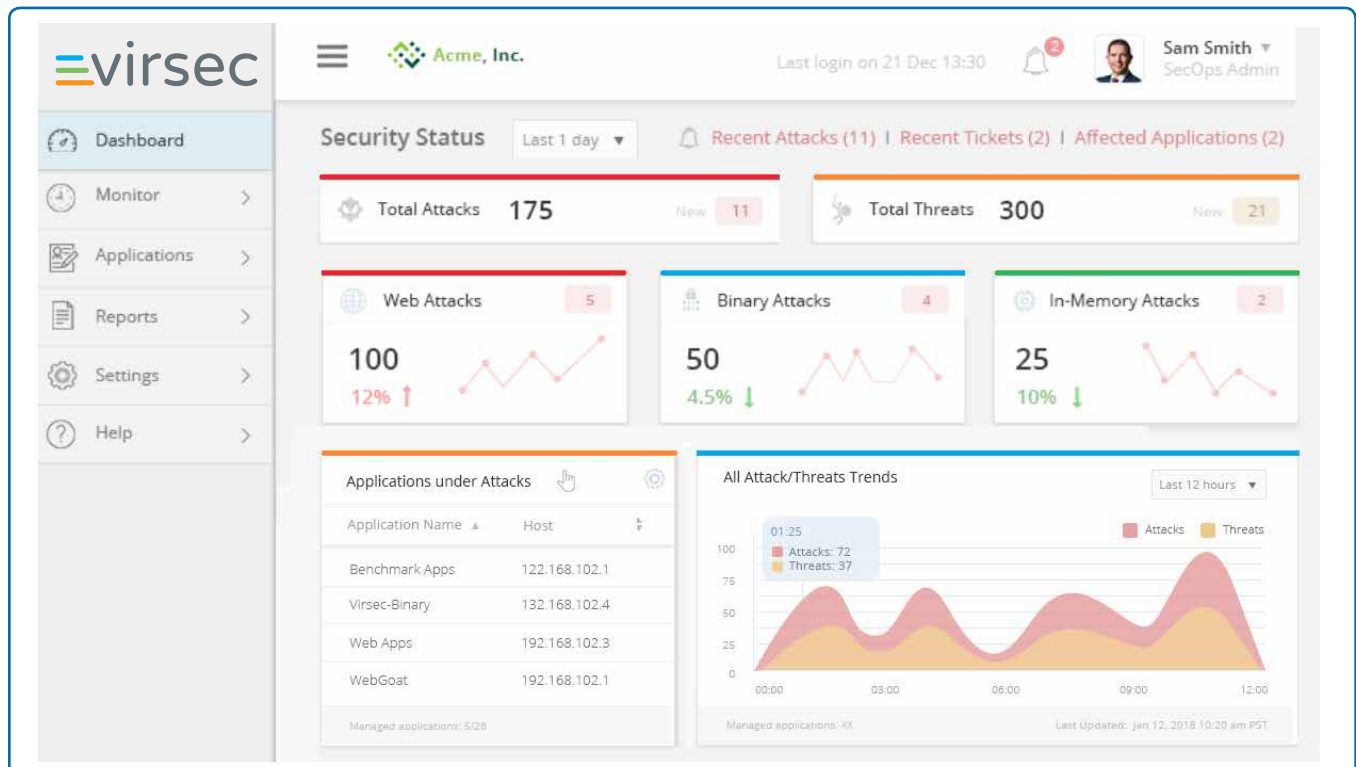 virsec
Acme, Inc.
Last login on 21 Dec 13:30
2
Sam Smith
SecOps Admin
Dashboard
Monitor
Applications
Reports
Settings
Help
Security Status
Last 1 day
Recent Attacks (11) I Recent Tickets (2) I Affected Applications (2)
Total Attacks 175 New 11
Total Threats 300 New 21
Web Attacks 5
100
12%
Binary Attacks 4
50
4.5%
In-Memory Attacks 2
25
10%
Applications under Attacks
Application Name Host
Benchmark Apps 122.168.102.1
Virsec-Binary 132.168.102.4
Web Apps 192.168.102.3
WebGoat 192.168.102.1
Managed applications: 5/26
All Attack/Threats Trends
Last 12 hours
Attacks Threats
01:25
Attacks: 72
Threats: 37
100
75
50
25
0
00:00 03:00 06:00 09:00 12:00
Managed applications: XX
Last Updated: Jan 12, 2018 10:20 am PST